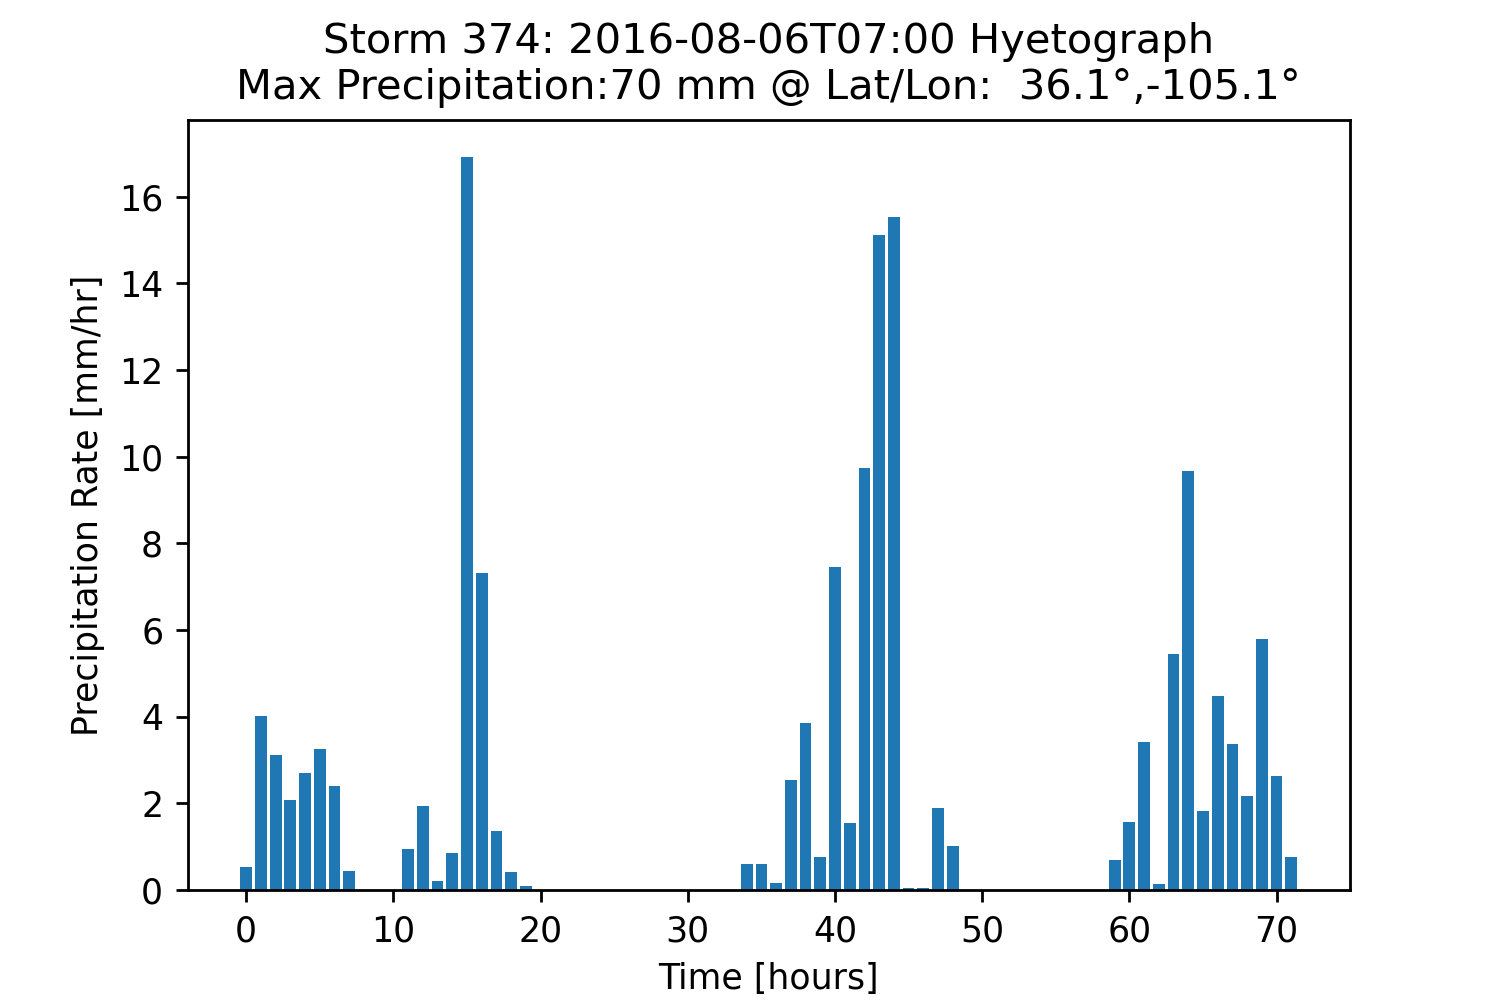 Storm 374: 2016-08-06T07:00 Hyetograph
Max Precipitation:70 mm @ Lat/Lon:  36.1°,-105.1°
Precipitation Rate [mm/hr]
16
14
12
10
8
6
4
2
0
0 10 20 30 40 50 60 70
Time [hours]